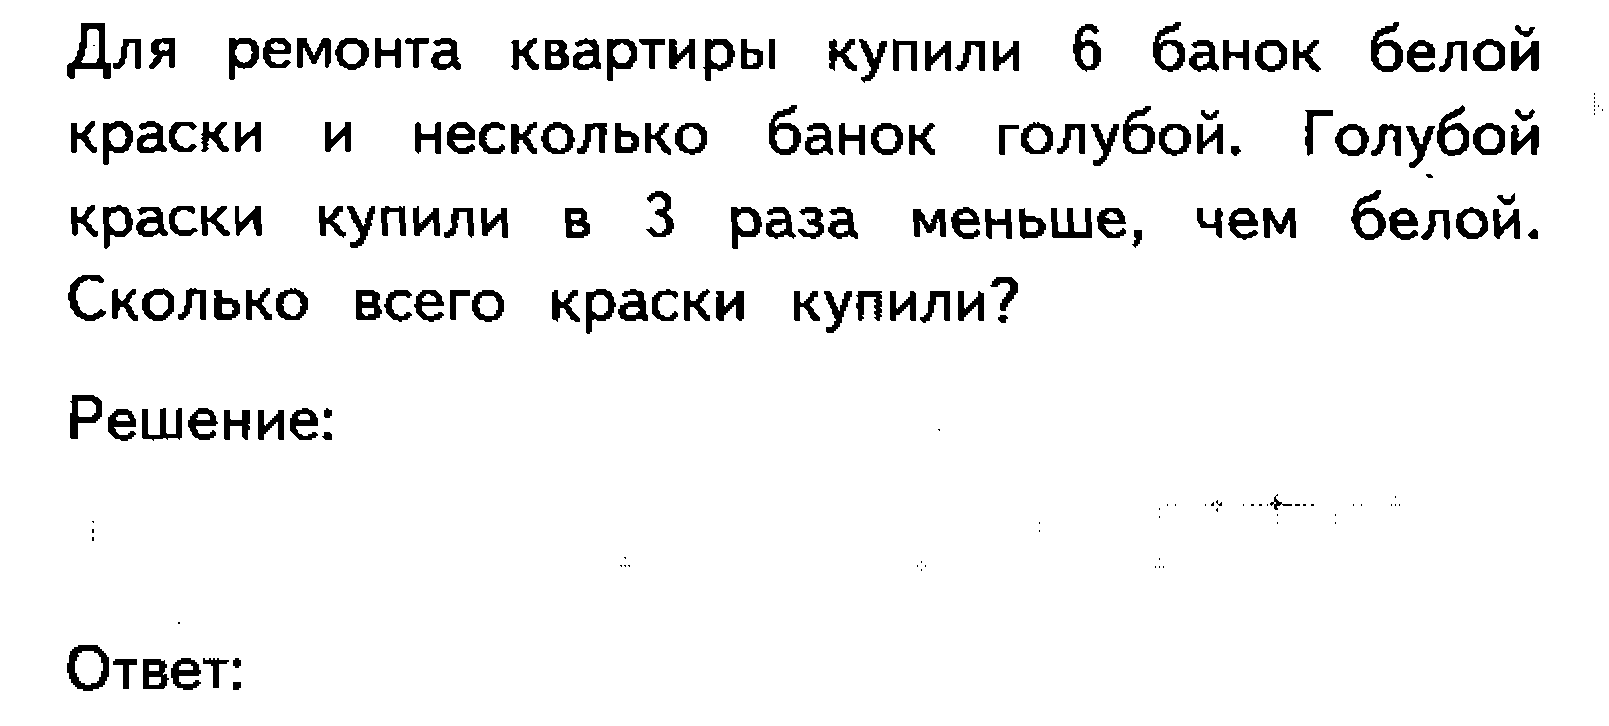 Для ремонта квартиры купили 6 банок белой
краски и несколько банок голубой. Голубой
краски купили в 3 раза меньше, чем белой.
Сколько всего краски купили?
Решение:
Ответ: